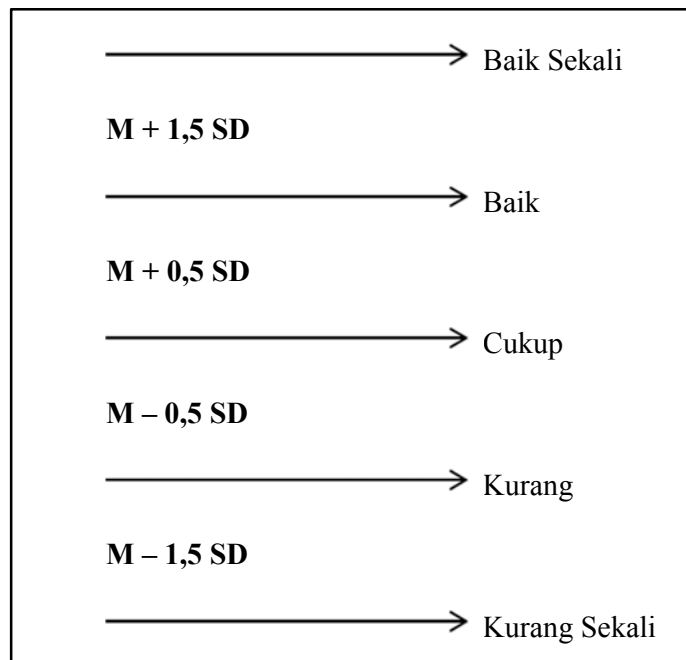 Baik Sekali
M + 1,5 SD
Baik
M + 0,5 SD
Cukup
M – 0,5 SD
Kurang
M – 1,5 SD
Kurang Sekali